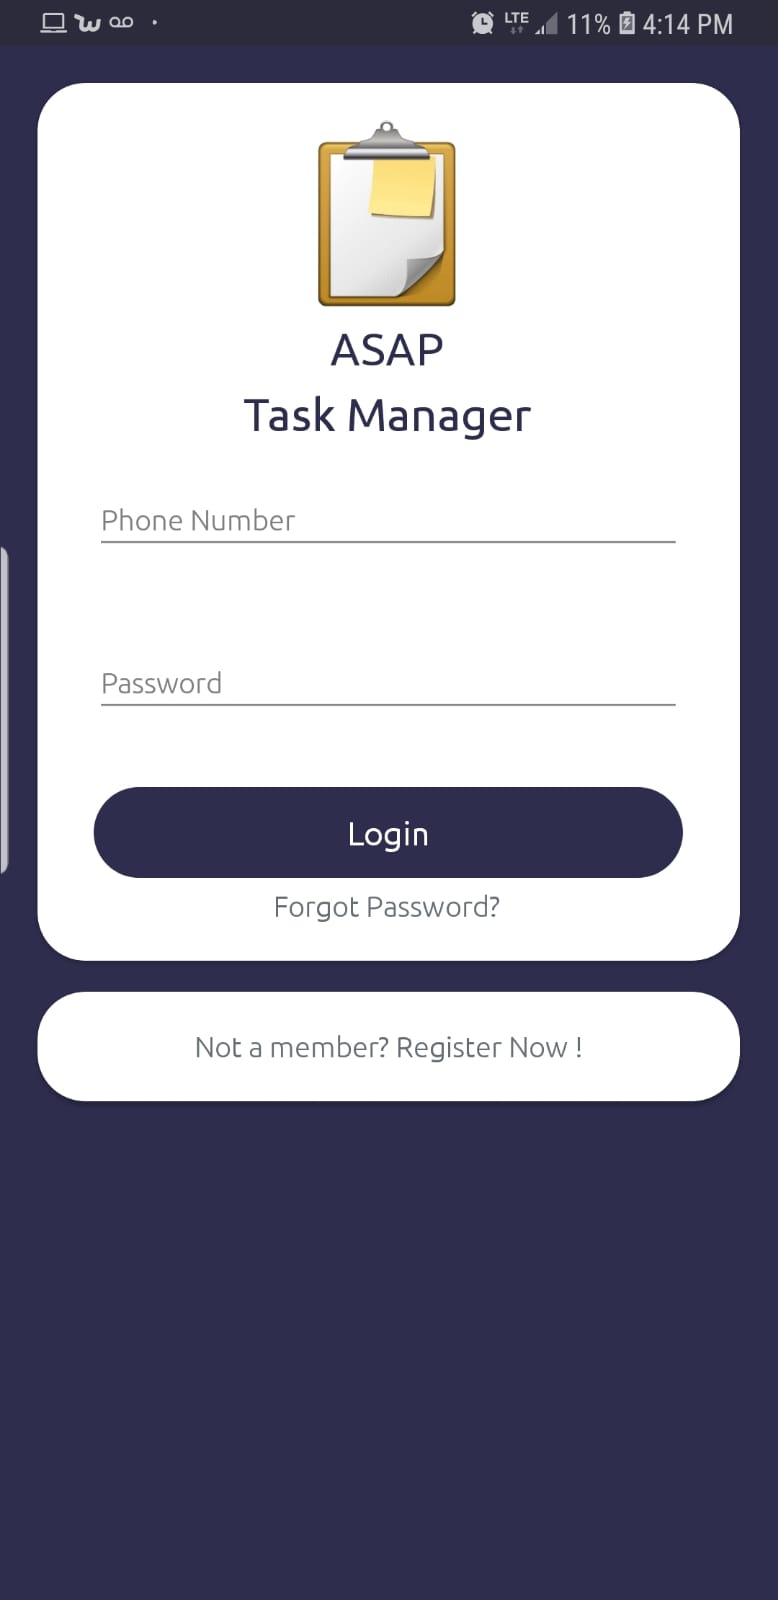 LTE 11% 4:14 PM
ASAP
Task Manager
Phone Number
Password
Login
Forgot Password?
Not a member? Register Now !